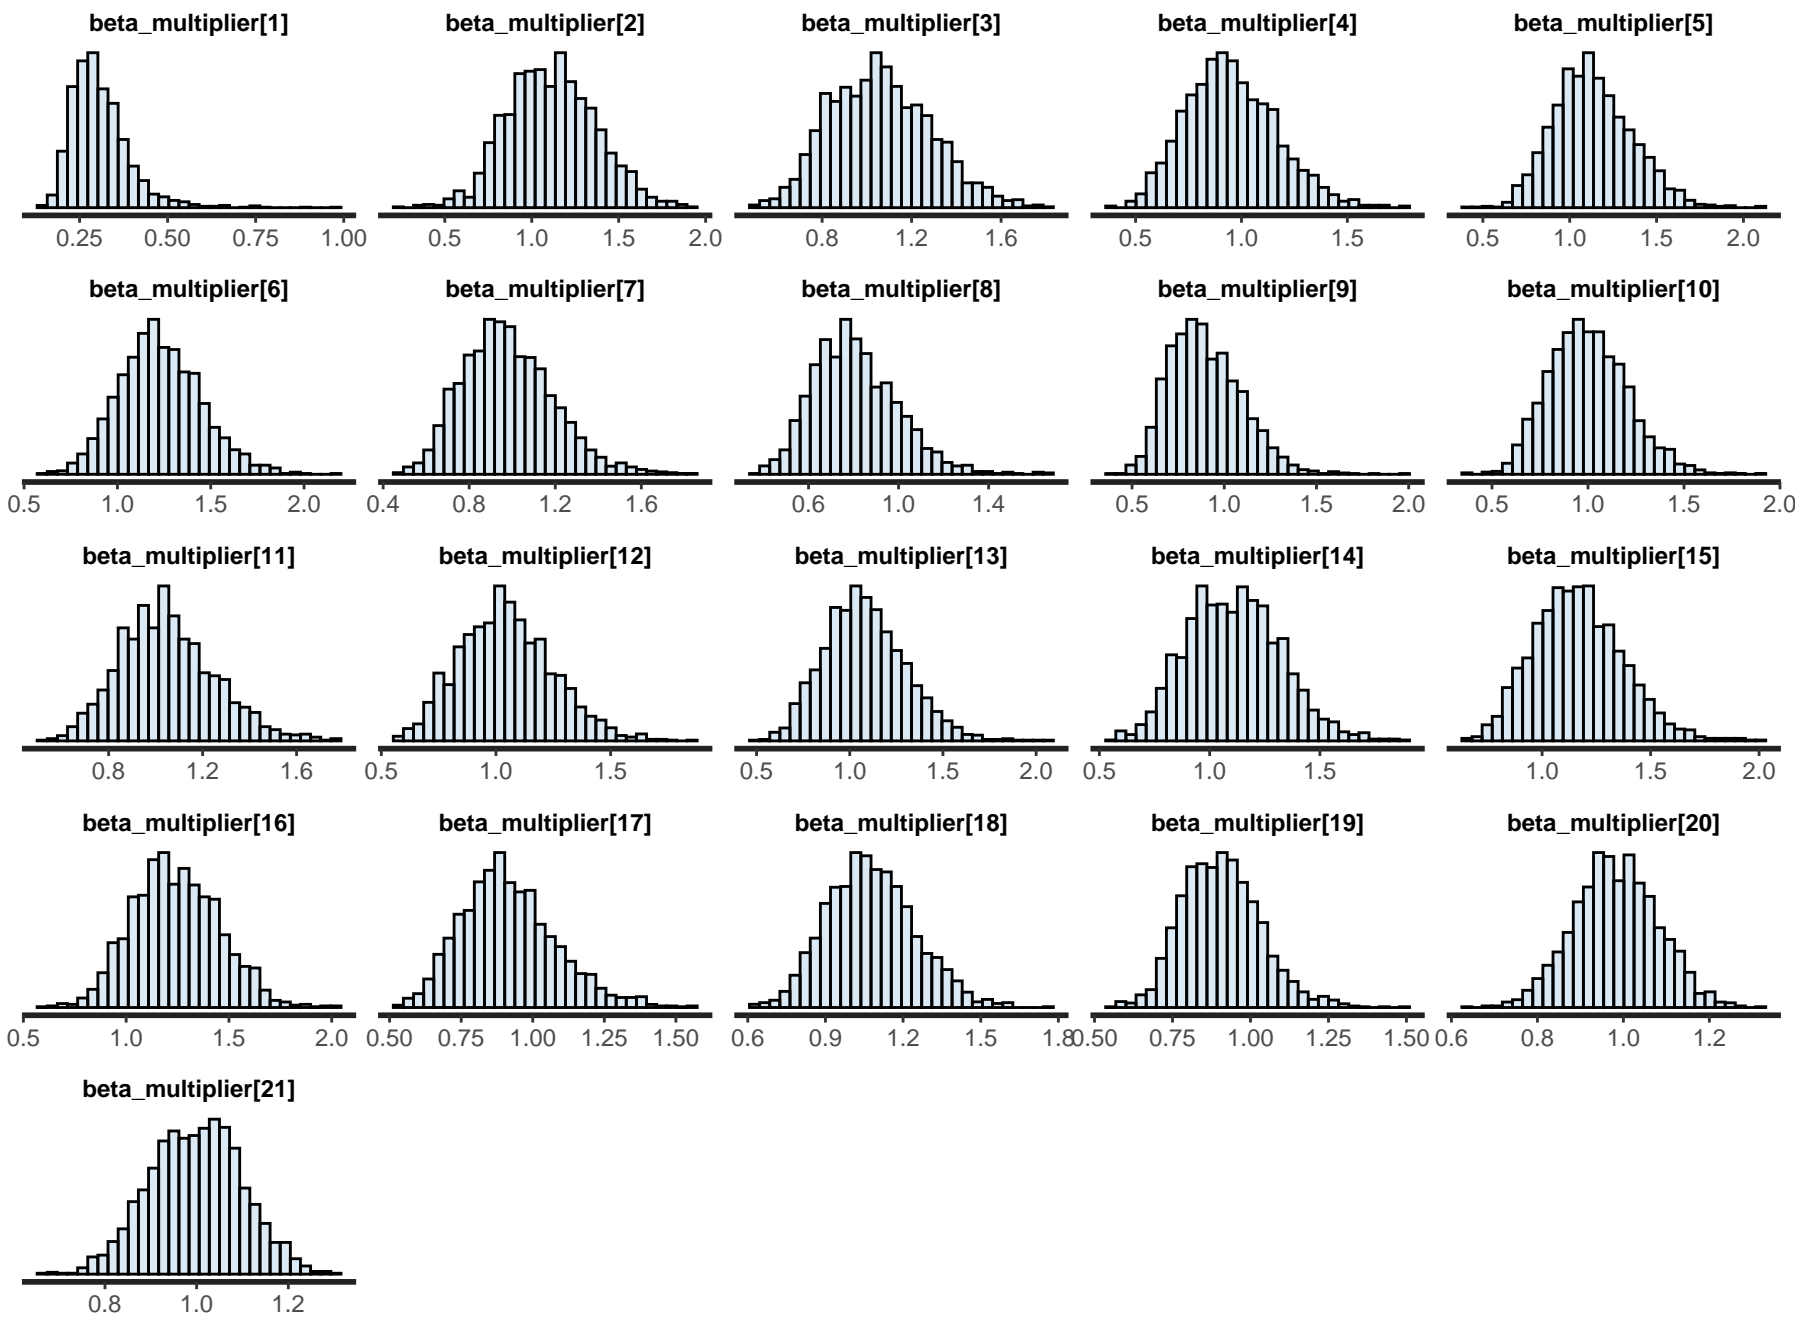 beta_multiplier[1] beta_multiplier[2] beta_multiplier[3] beta_multiplier[4] beta_multiplier[5]
0.25 0.50 0.75 1.00 0.5 1.0 1.5 2.0 0.8 1.2 1.6 0.5 1.0 1.5 0.5 1.0 1.5 2.0
beta_multiplier[6] beta_multiplier[7] beta_multiplier[8] beta_multiplier[9] beta_multiplier[10]
0.5 1.0 1.5 2.0 0.4 0.8 1.2 1.6 0.6 1.0 1.4 0.5 1.0 1.5 2.0 0.5 1.0 1.5 2.0
beta_multiplier[11] beta_multiplier[12] beta_multiplier[13] beta_multiplier[14] beta_multiplier[15]
0.8 1.2 1.6 0.5 1.0 1.5 0.5 1.0 1.5 2.0 0.5 1.0 1.5 1.0 1.5 2.0
beta_multiplier[16] beta_multiplier[17] beta_multiplier[18] beta_multiplier[19] beta_multiplier[20]
0.5 1.0 1.5 2.0 0.50 0.75 1.00 1.25 1.50 0.6 0.9 1.2 1.5 1.8 0.50 0.75 1.00 1.25 1.50 0.6 0.8 1.0 1.2
beta_multiplier[21]
0.8 1.0 1.2